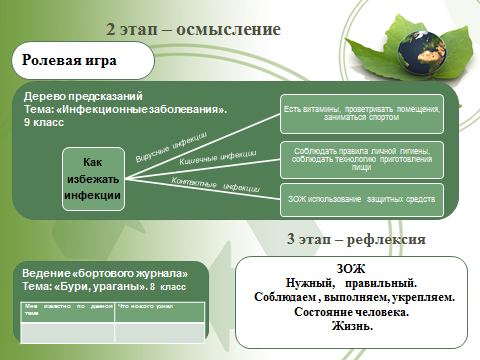 2 этап – осмысление
Ролевая игра
Дерево предсказаний
Тема: «Инфекционные заболевания».
9 класс
Как
избежать
инфекции
Вирусные инфекции
Кишечные инфекции
Контактные инфекции
Есть витамины, проветривать помещения,
заниматься спортом
Соблюдать правила личной гигиены,
соблюдать технологию приготовления
пищи
ЗОЖ использование защитных средств
3 этап – рефлексия
Ведение «бортового журнала»
Тема: «Бури, ураганы». 8 класс
Мне известно по данной
теме
Что нового узнал
ЗОЖ
Нужный, правильный.
Соблюдаем , выполняем, укрепляем.
Состояние человека.
Жизнь.